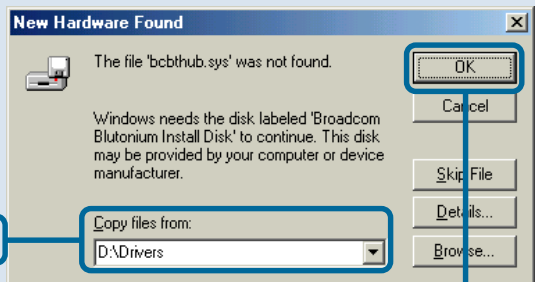 New Hardware Found
The file 'bcbthub.sys' was not found.
OK
Cancel
Windows needs the disk labeled 'Broadcom
Blutonium Install Disk' to continue. This disk
may be provided by your computer or device
manufacturer.
Skip File
Details...
Copy files from:
D:\Drivers
Browse...